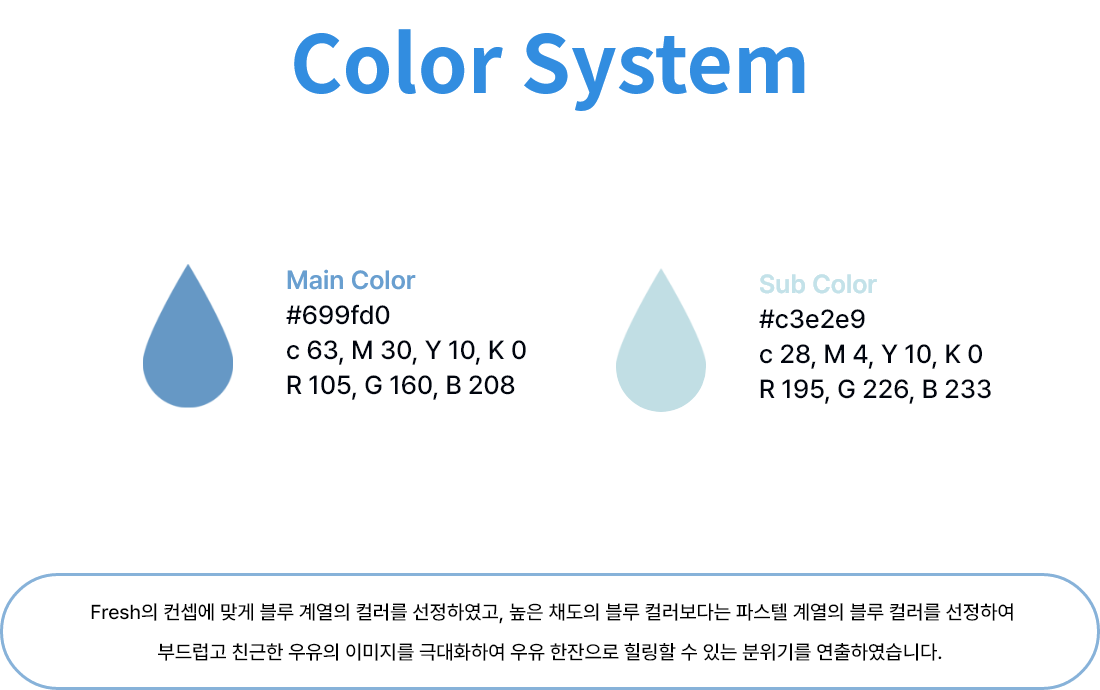 Color System
Main Color
#699fd0
c 63, M 30, Y 10, K 0
R 105, G 160, B 208
Sub Color
#c3e2e9
c 28, M 4, Y 10, K 0
R 195, G 226, B 233
Fresh의 컨셉에 맞게 블루 계열의 컬러를 선정하였고, 높은 채도의 블루 컬러보다는 파스텔 계열의 블루 컬러를 선정하여
부드럽고 친근한 우유의 이미지를 극대화하여 우유 한잔으로 힐링할 수 있는 분위기를 연출하였습니다.